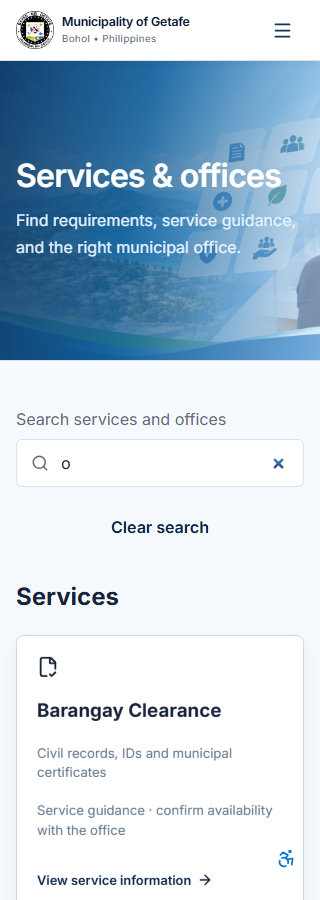 Municipality of Getafe
Bohol • Philippines
Services & offices
Find requirements, service guidance,
and the right municipal office.
Search services and offices
o
Clear search
Services
Barangay Clearance
Civil records, IDs and municipal
certificates
Service guidance · confirm availability
with the office
View service information →